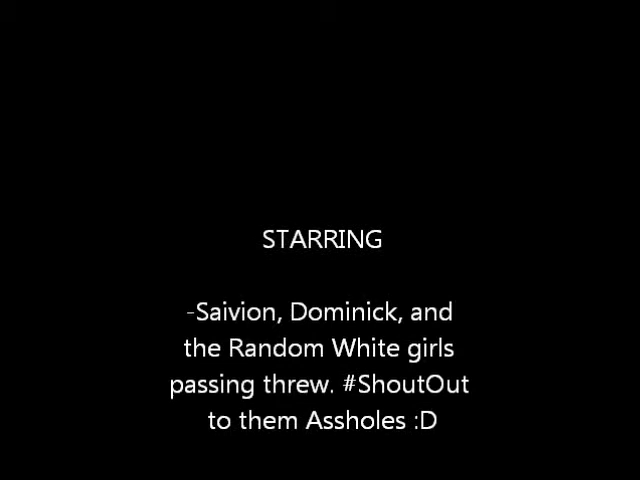 STARRING
-Saivion, Dominick, and
the Random White girls
passing threw. #ShoutOut
to them Assholes :D